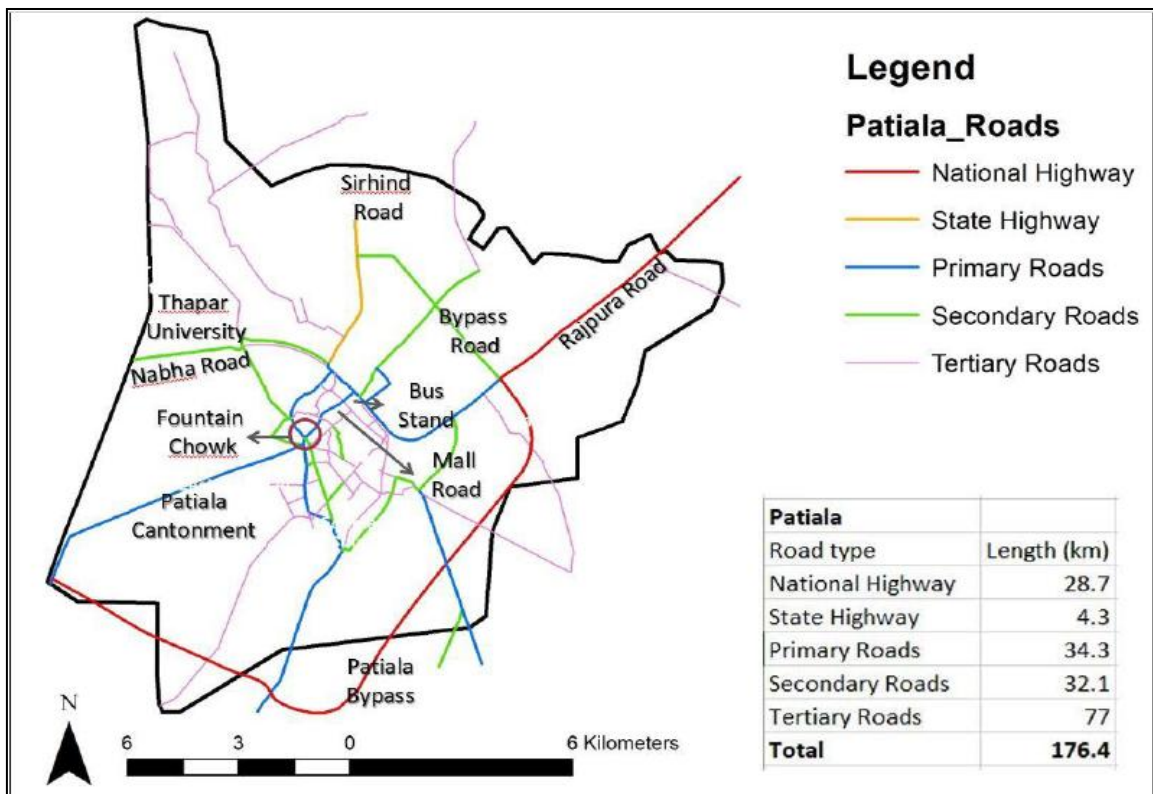 Legend
Patiala_Roads
National Highway
State Highway
Primary Roads
Secondary Roads
Tertiary Roads
Sirhind
Road
Thapar
University
Nabha Road
Bypass
Road
Rajpura Road
Fountain
Chowk
Bus
Stand
Mall
Road
Patiala
Cantonment
Patiala
Bypass
N
6 3 0 6 Kilometers
Patiala
Road type Length (km)
National Highway 28.7
State Highway 4.3
Primary Roads 34.3
Secondary Roads 32.1
Tertiary Roads 77
Total 176.4